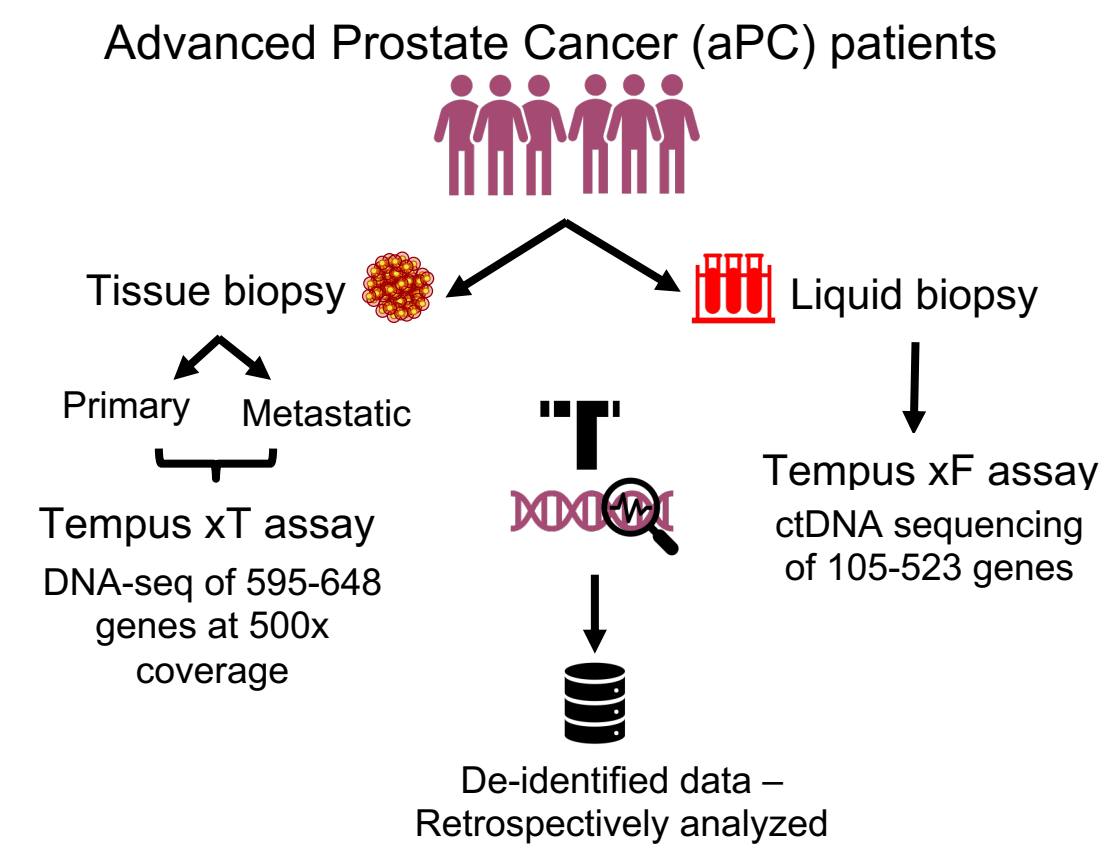 Advanced Prostate Cancer (aPC) patients
Tissue biopsy
Liquid biopsy
Primary
Metastatic
Tempus xT assay
DNA-seq of 595-648
genes at 500x
coverage
T
Tempus xF assay
ctDNA sequencing
of 105-523 genes
De-identified data –
Retrospectively analyzed